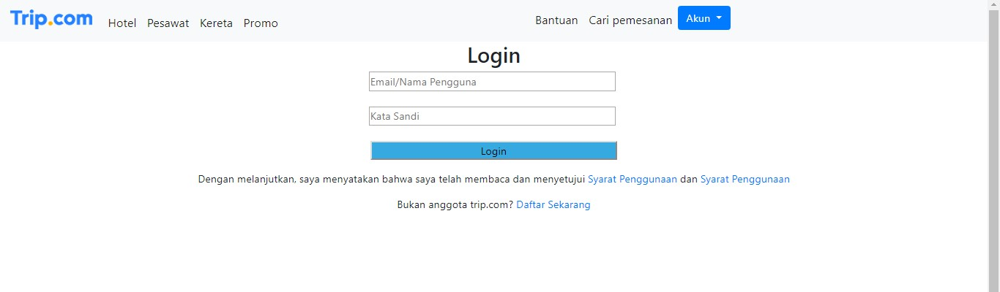 Trip.com Hotel Pesawat Kereta Promo Bantuan Cari pemesanan Akun
Login
Email/Nama Pengguna
Kata Sandi
Login
Dengan melanjutkan, saya menyatakan bahwa saya telah membaca dan menyetujui Syarat Penggunaan dan Syarat Penggunaan
Bukan anggota trip.com? Daftar Sekarang